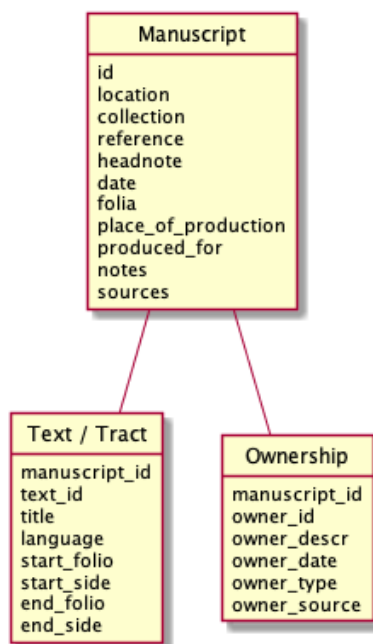 Manuscript
id
location
collection
reference
headnote
date
folia
place_of_production
produced_for
notes
sources
Text / Tract
manuscript_id
text_id
title
language
start_folio
start_side
end_folio
end_side
Ownership
manuscript_id
owner_id
owner_descr
owner_date
owner_type
owner_source